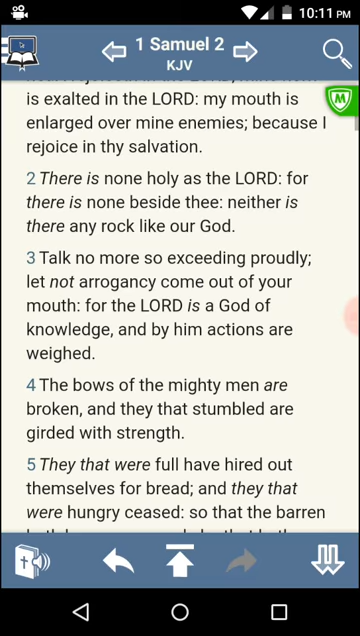 10:11 PM
1 Samuel 2
KJV
is exalted in the LORD: my mouth is
enlarged over mine enemies; because I
rejoice in thy salvation.
2 There is none holy as the LORD: for
there is none beside thee: neither is
there any rock like our God.
3 Talk no more so exceeding proudly;
let not arrogancy come out of your
mouth: for the LORD is a God of
knowledge, and by him actions are
weighed.
4 The bows of the mighty men are
broken, and they that stumbled are
girded with strength.
5 They that were full have hired out
themselves for bread; and they that
were hungry ceased: so that the barren